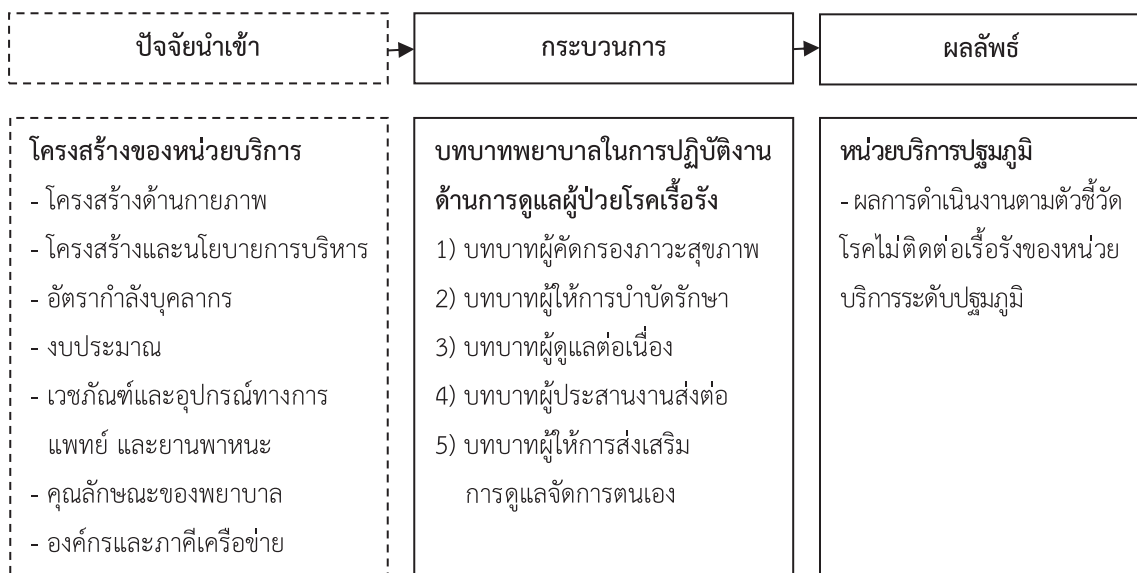 ปัจจัยนำเข้า
กระบวนการ
ผลลัพธ์
โครงสร้างของหน่วยบริการ
- โครงสร้างด้านกายภาพ
- โครงสร้างและนโยบายการบริหาร
- อัตรากำลังบุคลากร
- งบประมาณ
- เวชภัณฑ์และอุปกรณ์ทางการ
แพทย์ และยานพาหนะ
- คุณลักษณะของพยาบาล
- องค์กรและภาคีเครือข่าย
บทบาทพยาบาลในการปฏิบัติงาน
ด้านการดูแลผู้ป่วยโรคเรื้อรัง
1) บทบาทผู้คัดกรองภาวะสุขภาพ
2) บทบาทผู้ให้การบำบัดรักษา
3) บทบาทผู้ดูแลต่อเนื่อง
4) บทบาทผู้ประสานงานส่งต่อ
5) บทบาทผู้ให้การส่งเสริม
การดูแลจัดการตนเอง
หน่วยบริการปฐมภูมิ
- ผลการดำเนินงานตามตัวชี้วัด
โรคไม่ติดต่อเรื้อรังของหน่วย
บริการระดับปฐมภูมิ